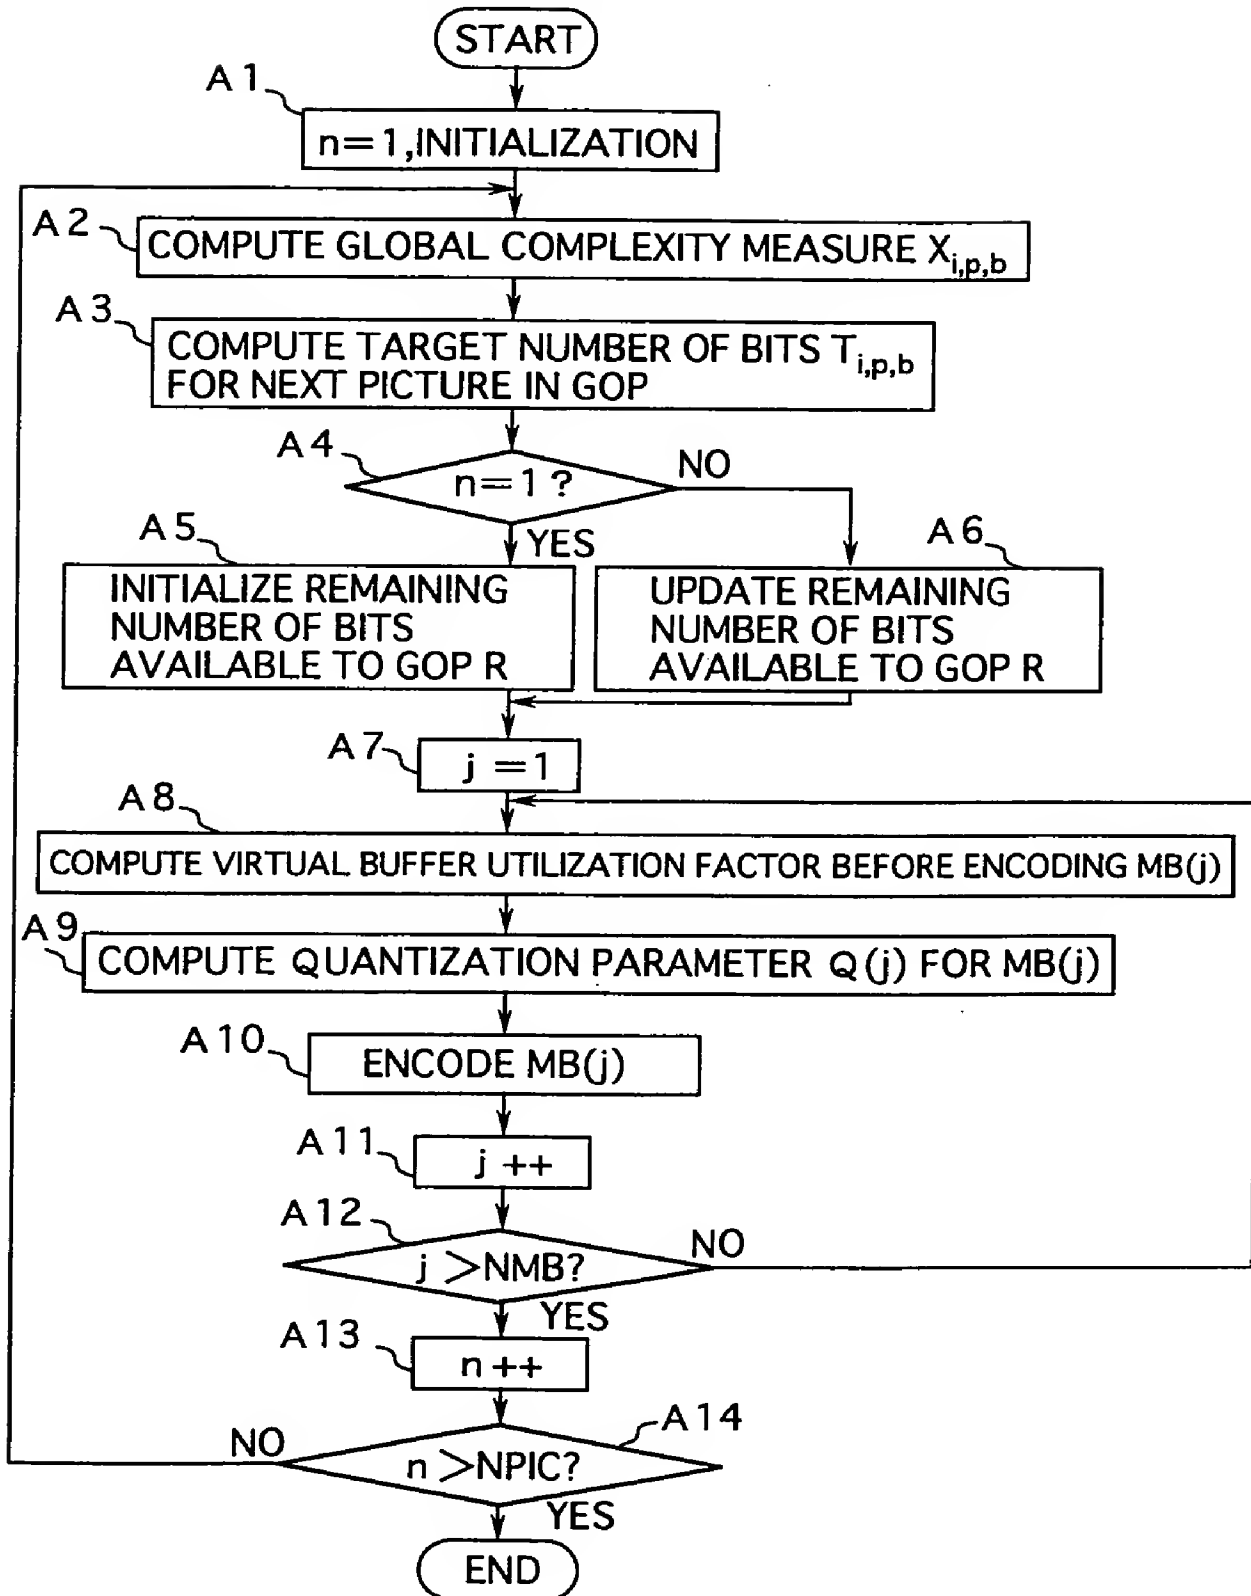 START
A1
n=1,INITIALIZATION
A2
COMPUTE GLOBAL COMPLEXITY MEASURE Xi,p,b
A3
COMPUTE TARGET NUMBER OF BITS Ti,p,b
FOR NEXT PICTURE IN GOP
A4
n=1?
NO
YES
A5
INITIALIZE REMAINING
NUMBER OF BITS
AVAILABLE TO GOP R
A6
UPDATE REMAINING
NUMBER OF BITS
AVAILABLE TO GOP R
A7
j=1
A8
COMPUTE VIRTUAL BUFFER UTILIZATION FACTOR BEFORE ENCODING MB(j)
A9
COMPUTE QUANTIZATION PARAMETER Q(j) FOR MB(j)
A10
ENCODE MB(j)
A11
j++
A12
j>NMB?
NO
YES
A13
n++
A14
n>NPIC?
NO
YES
END